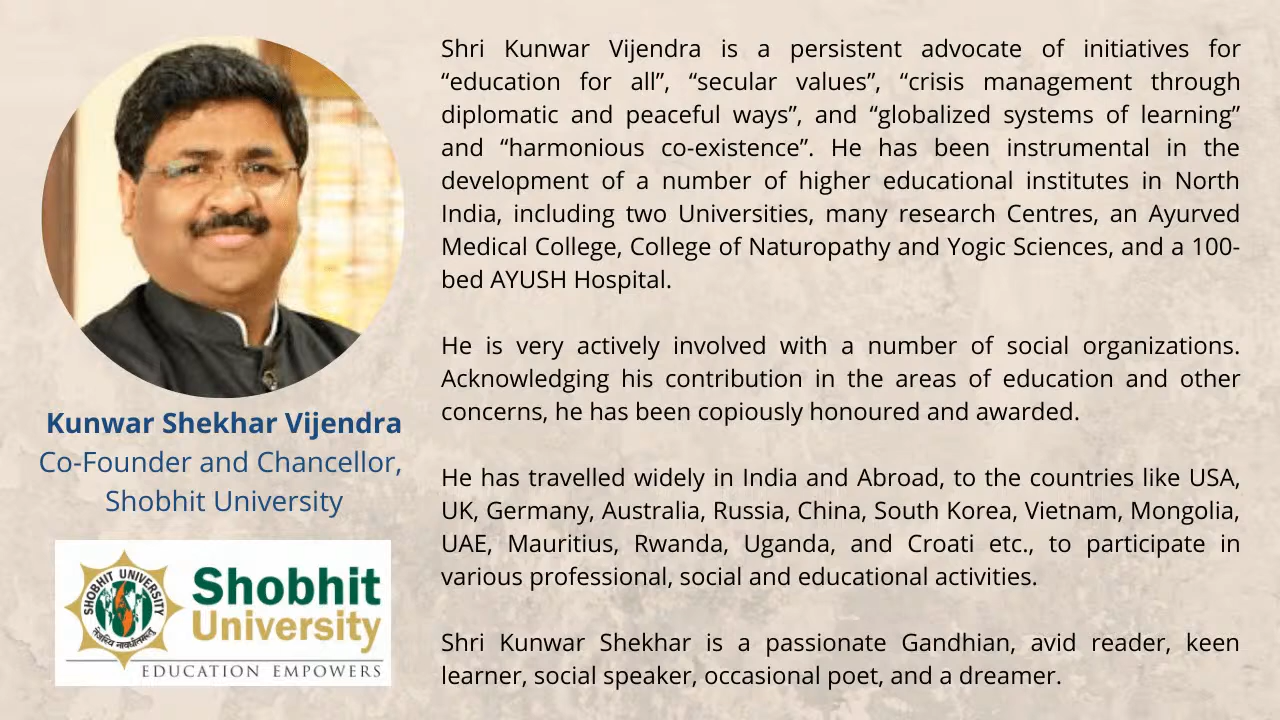 Shri Kunwar Vijendra is a persistent advocate of initiatives for
“education for all”, “secular values”, “crisis management through
diplomatic and peaceful ways”, and “globalized systems of learning”
and “harmonious co-existence”. He has been instrumental in the
development of a number of higher educational institutes in North
India, including two Universities, many research Centres, an Ayurved
Medical College, College of Naturopathy and Yogic Sciences, and a 100-
bed AYUSH Hospital.
He is very actively involved with a number of social organizations.
Acknowledging his contribution in the areas of education and other
concerns, he has been copiously honoured and awarded.
He has travelled widely in India and Abroad, to the countries like USA,
UK, Germany, Australia, Russia, China, South Korea, Vietnam, Mongolia,
UAE, Mauritius, Rwanda, Uganda, and Croati etc., to participate in
various professional, social and educational activities.
Shri Kunwar Shekhar is a passionate Gandhian, avid reader, keen
learner, social speaker, occasional poet, and a dreamer.
Kunwar Shekhar Vijendra
Co-Founder and Chancellor,
Shobhit University
SHOBHIT UNIVERSITY
Shobhit
University
EDUCATION EMPOWERS